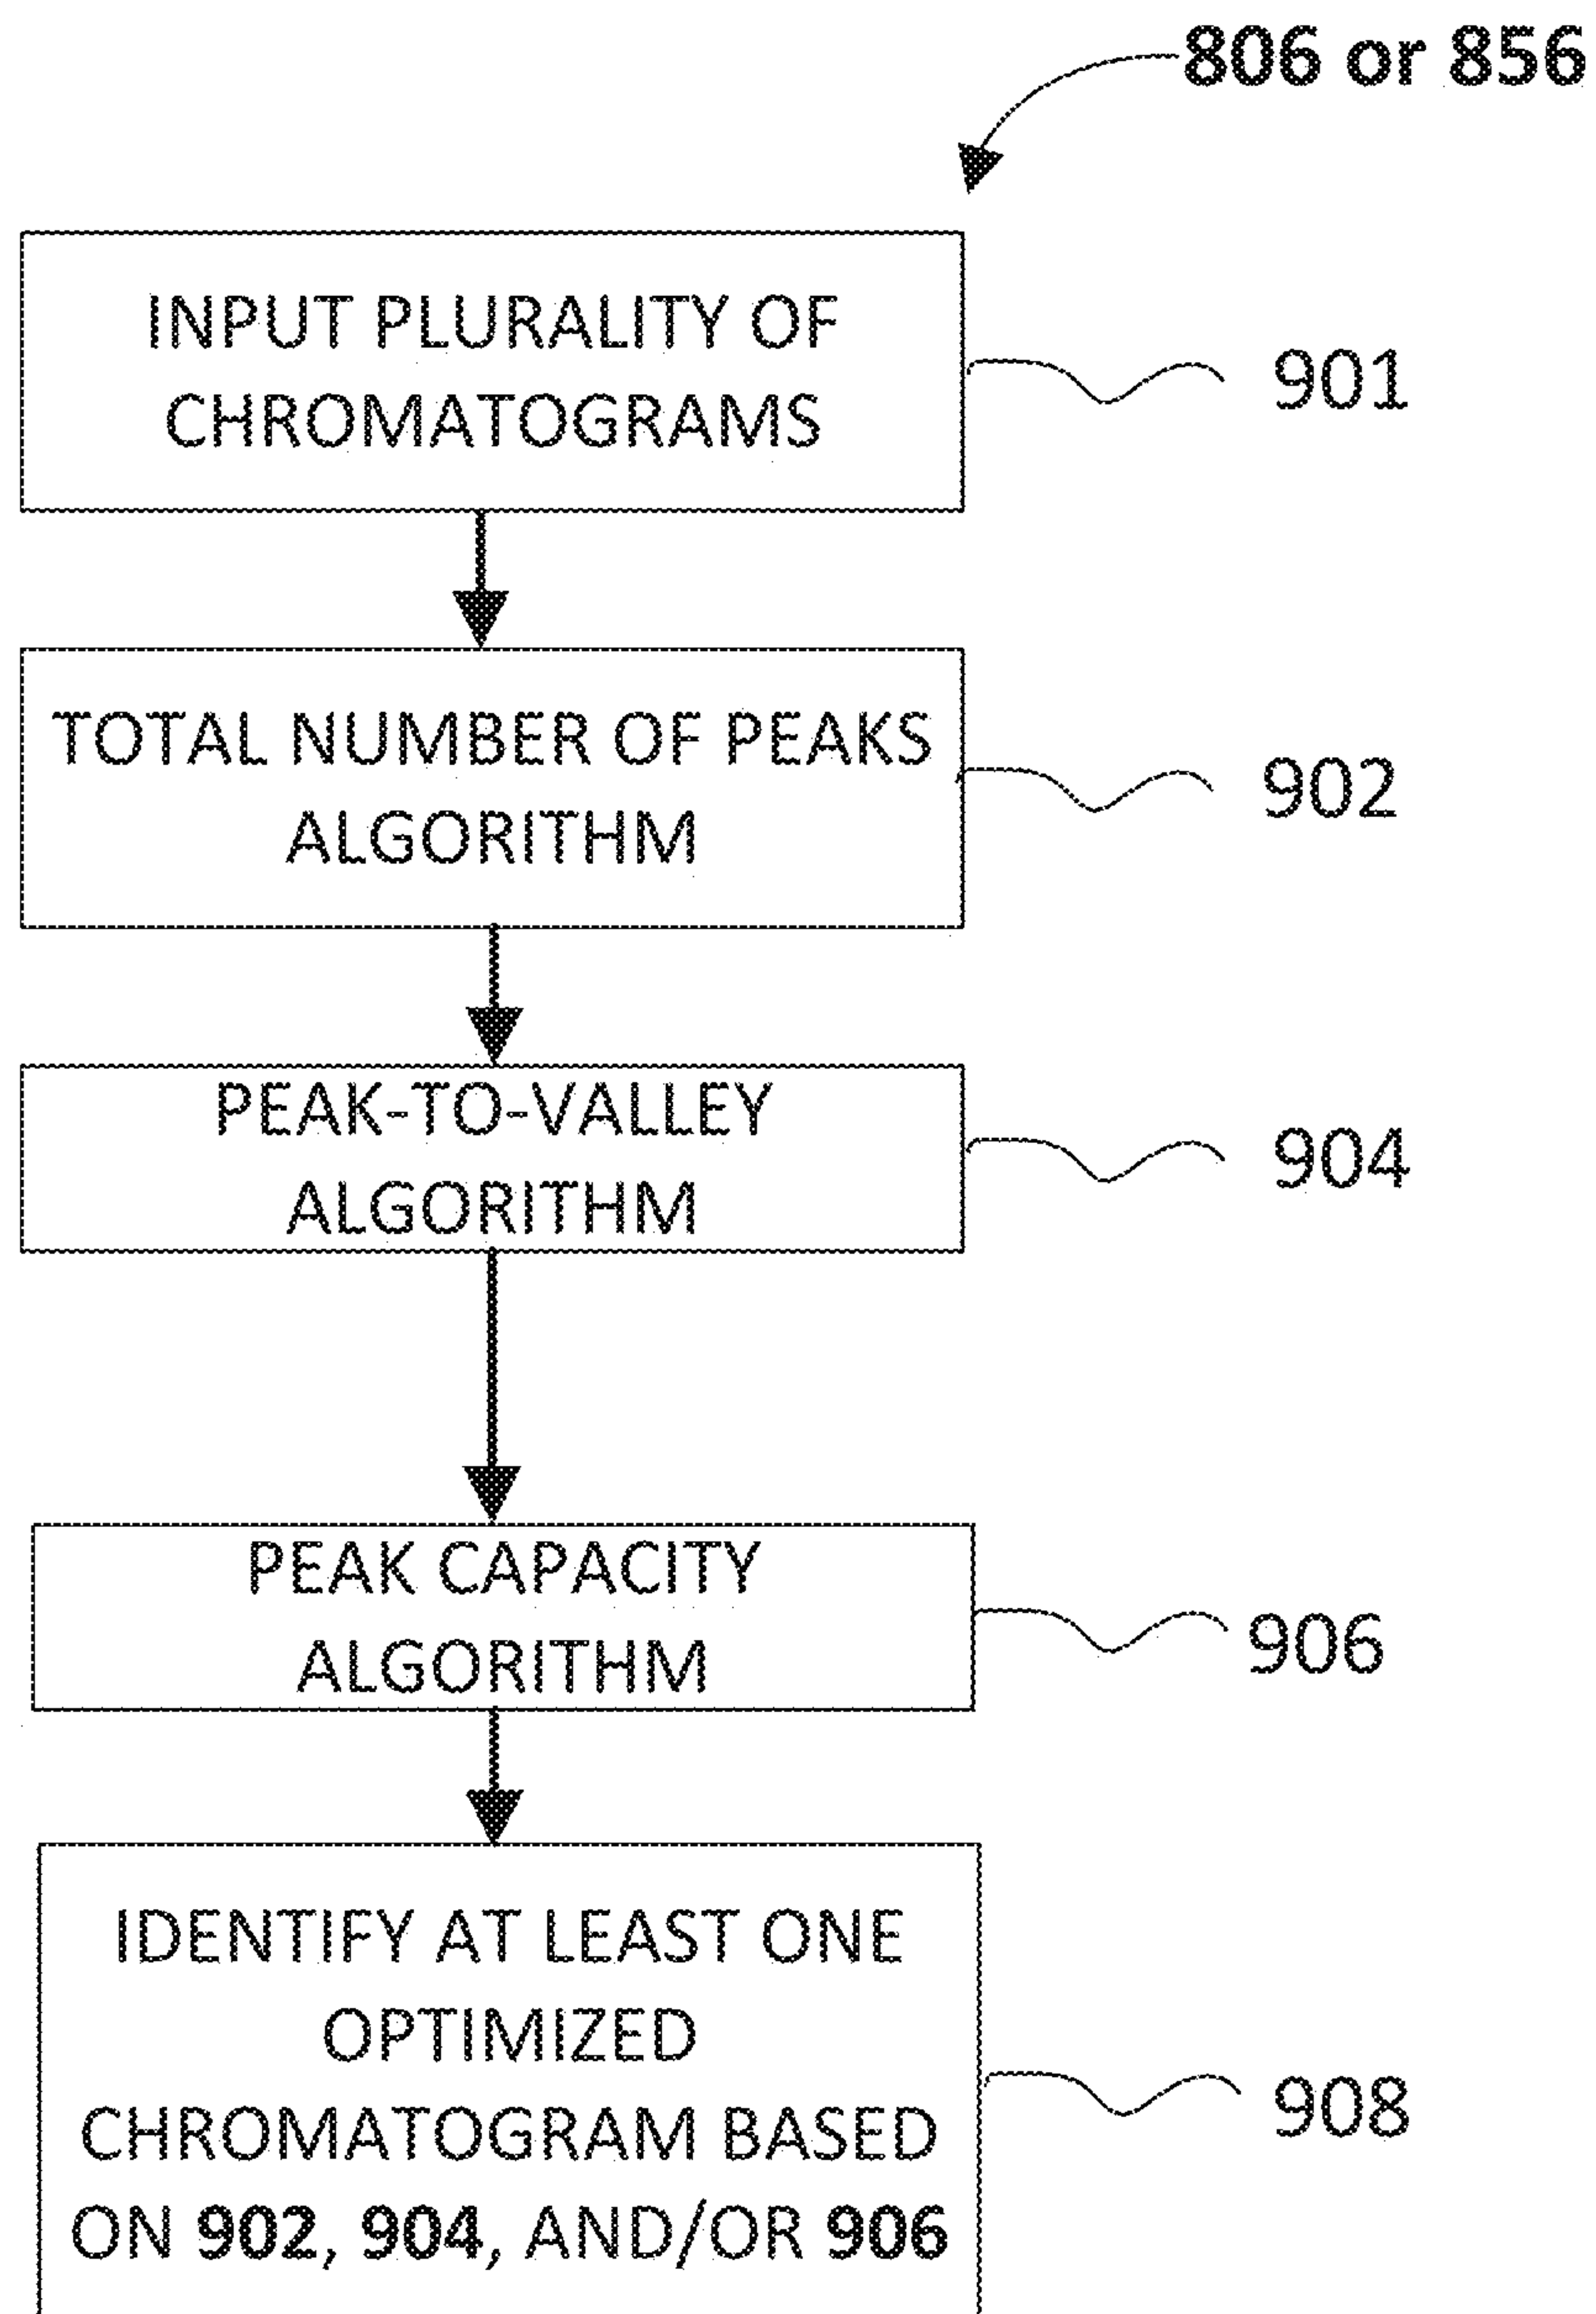 806 or 856
INPUT PLURALITY OF
CHROMATOGRAMS
901
TOTAL NUMBER OF PEAKS
ALGORITHM
902
PEAK-TO-VALLEY
ALGORITHM
904
PEAK CAPACITY
ALGORITHM
906
IDENTIFY AT LEAST ONE
OPTIMIZED
CHROMATOGRAM BASED
ON 902, 904, AND/OR 906
908